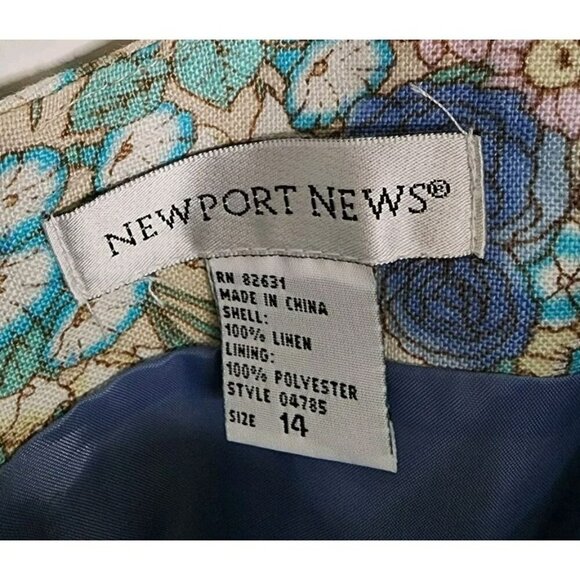 NEWPORT NEWS®
RN 82631
MADE IN CHINA
SHELL:
100% LINEN
LINING:
100% POLYESTER
STYLE 04785
SIZE 14